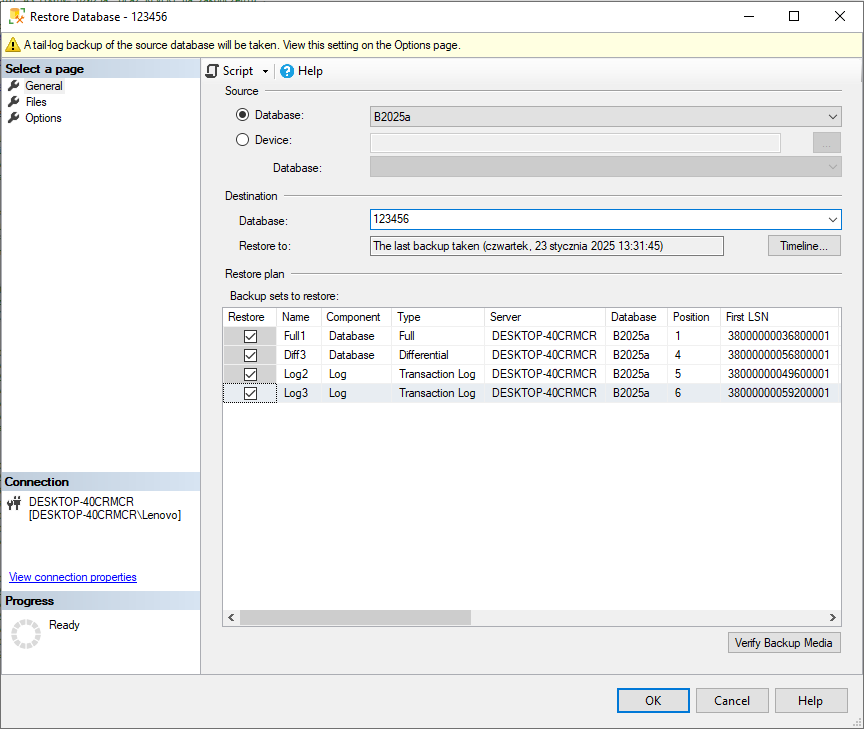 Restore Database - 123456
A tail-log backup of the source database will be taken. View this setting on the Options page.
Select a page
General
Files
Options
Script
Help
Source
Database:
B2025a
Device:
...
Database:
Destination
Database:
123456
Restore to:
The last backup taken (czwartek, 23 stycznia 2025 13:31:45)
Timeline...
Restore plan
Backup sets to restore:
Restore Name Component Type Server Database Position First LSN
Full1 Database Full DESKTOP-40CRMCR B2025a 1 38000000036800001
Diff3 Database Differential DESKTOP-40CRMCR B2025a 4 38000000056800001
Log2 Log Transaction Log DESKTOP-40CRMCR B2025a 5 38000000049600001
Log3 Log Transaction Log DESKTOP-40CRMCR B2025a 6 38000000059200001
Connection
DESKTOP-40CRMCR
[DESKTOP-40CRMCR\Lenovo]
View connection properties
Progress
Ready
Verify Backup Media
OK
Cancel
Help